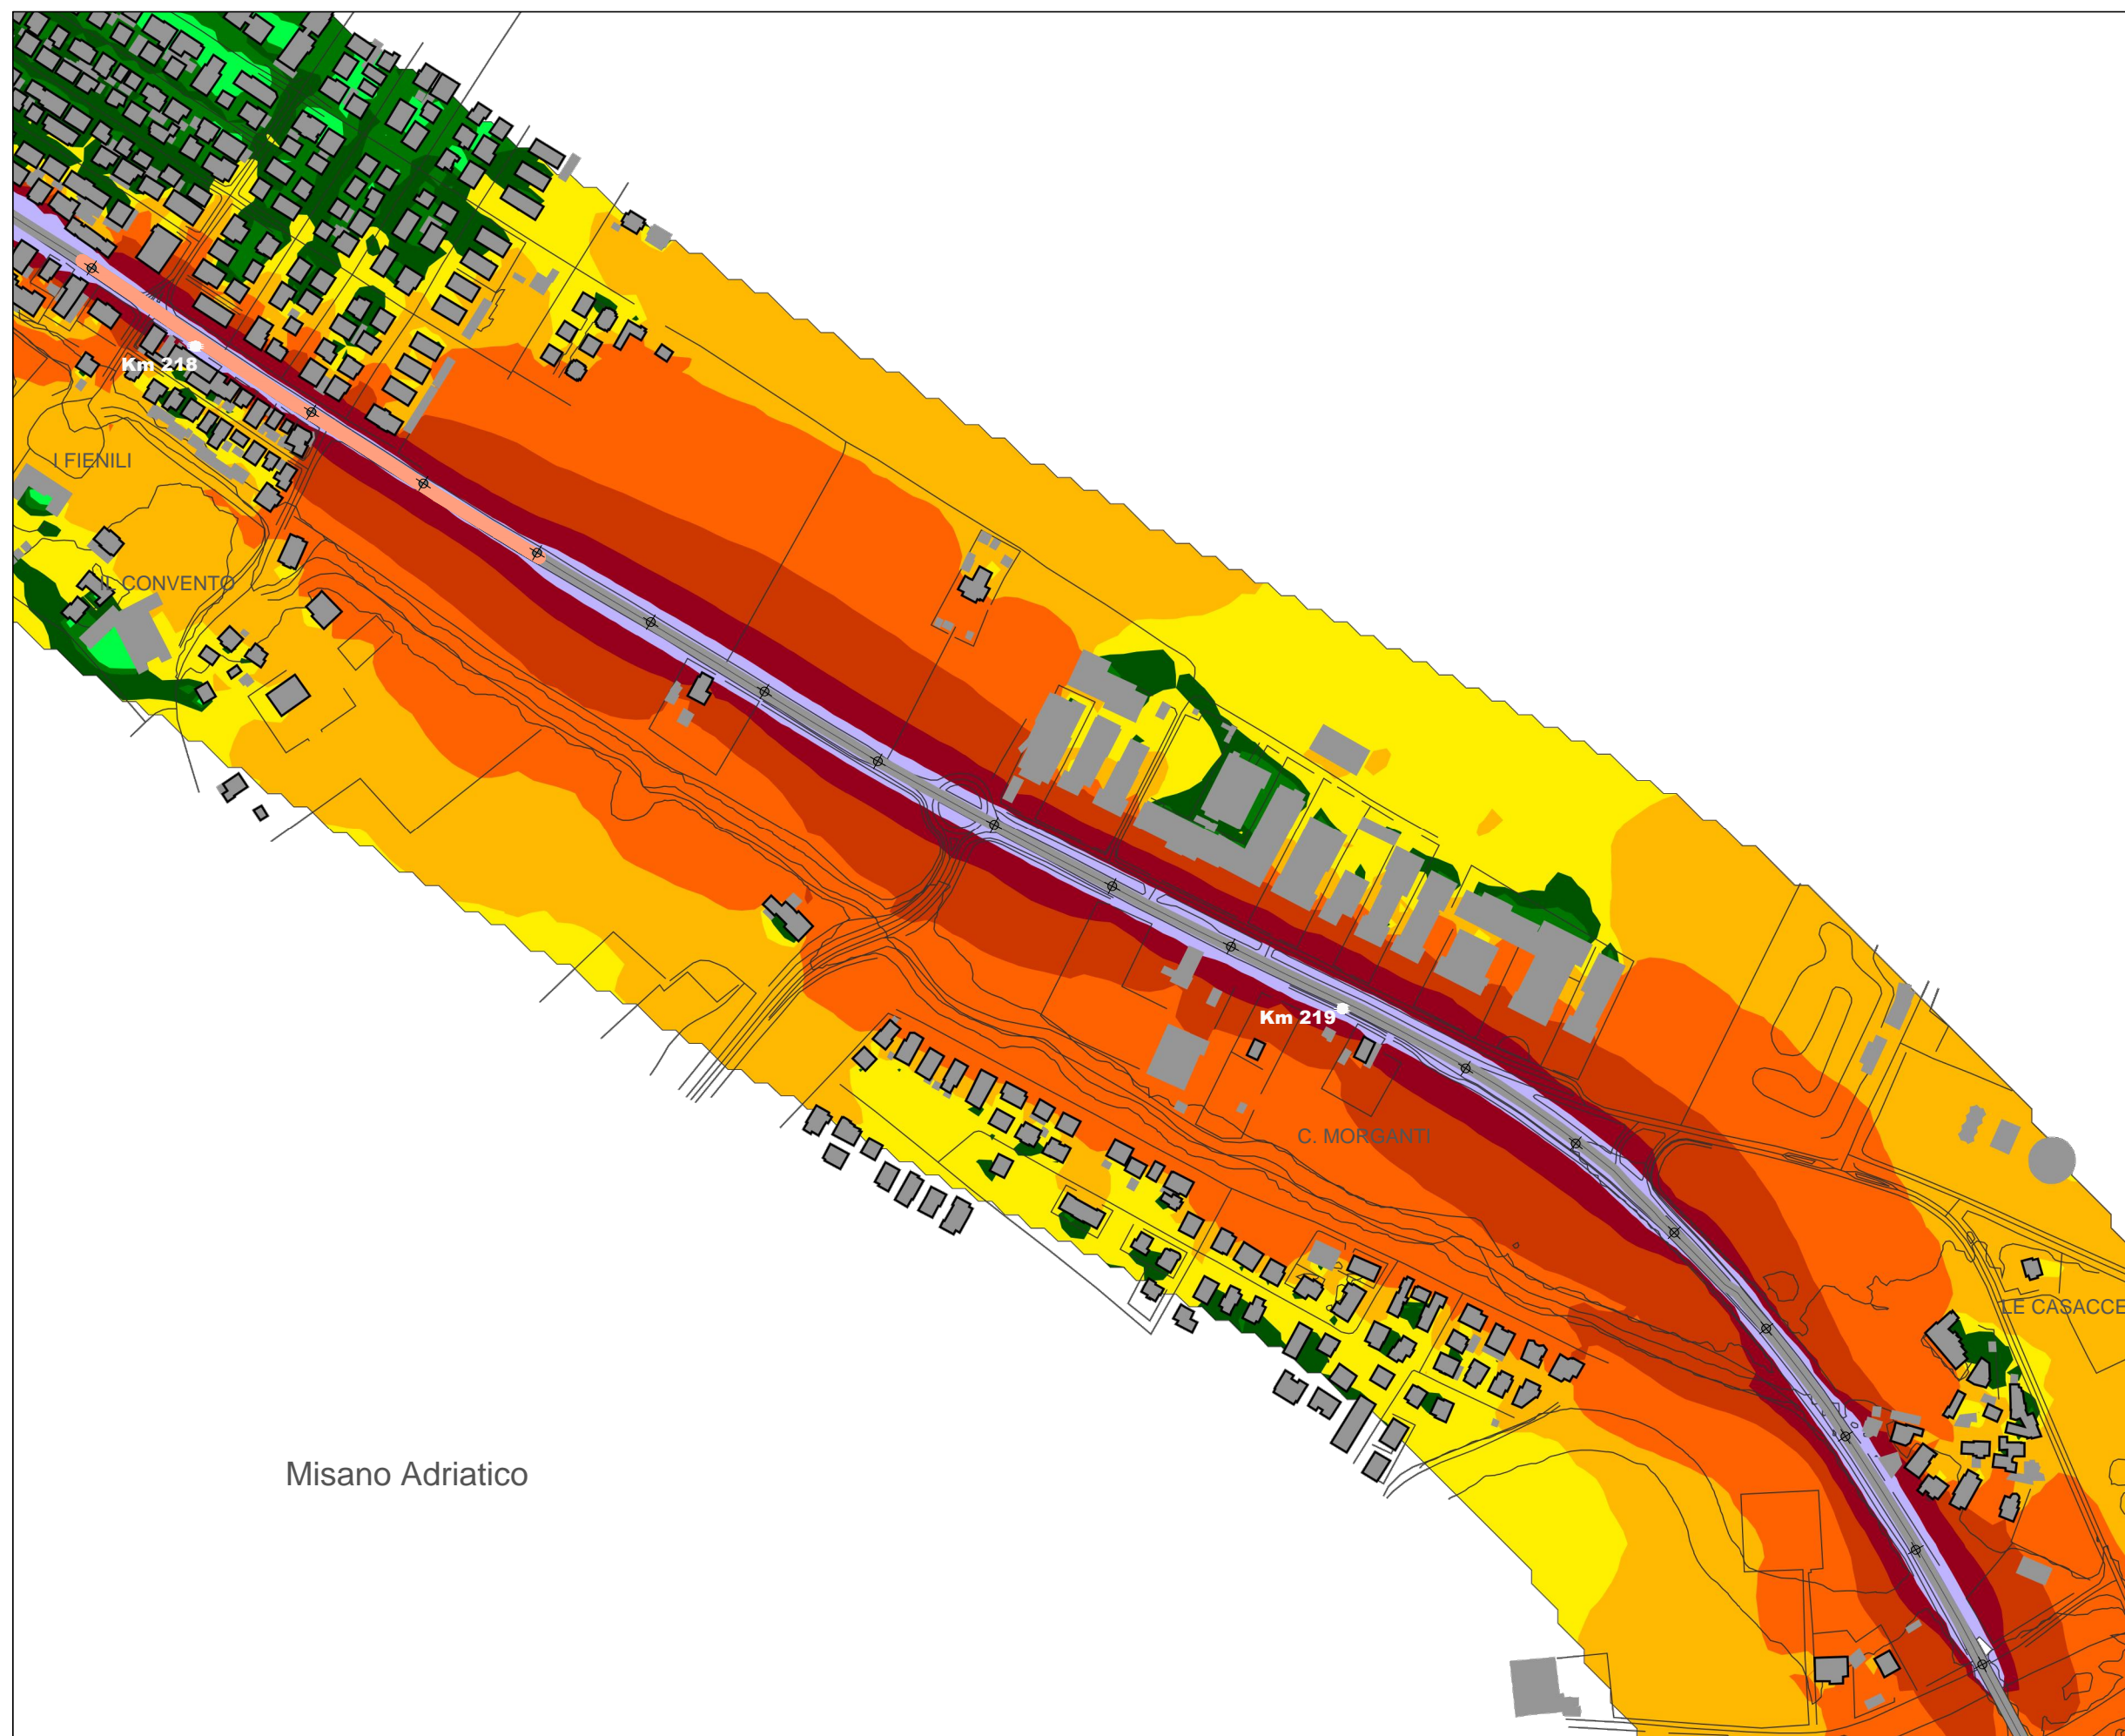 Km 218
I FIENILI
IL CONVENTO
Km 219
C. MORGANTI
LE CASACCE
Misano Adriatico